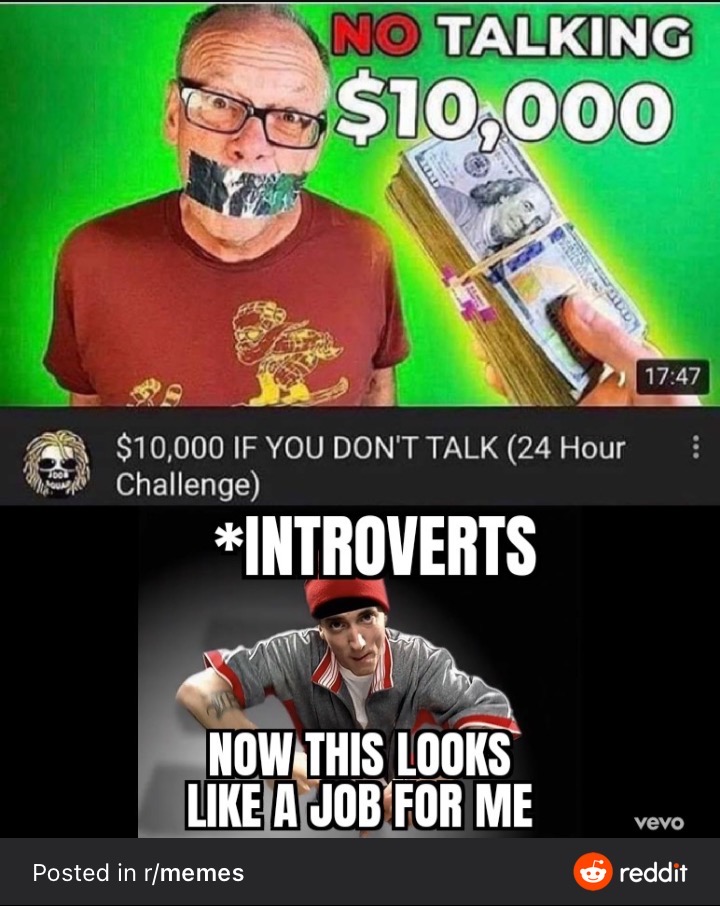 NO TALKING
$10,000
17:47
$10,000 IF YOU DON'T TALK (24 Hour
Challenge)
*INTROVERTS
NOW THIS LOOKS
LIKE A JOB FOR ME
vevo
Posted in r/memes
reddit